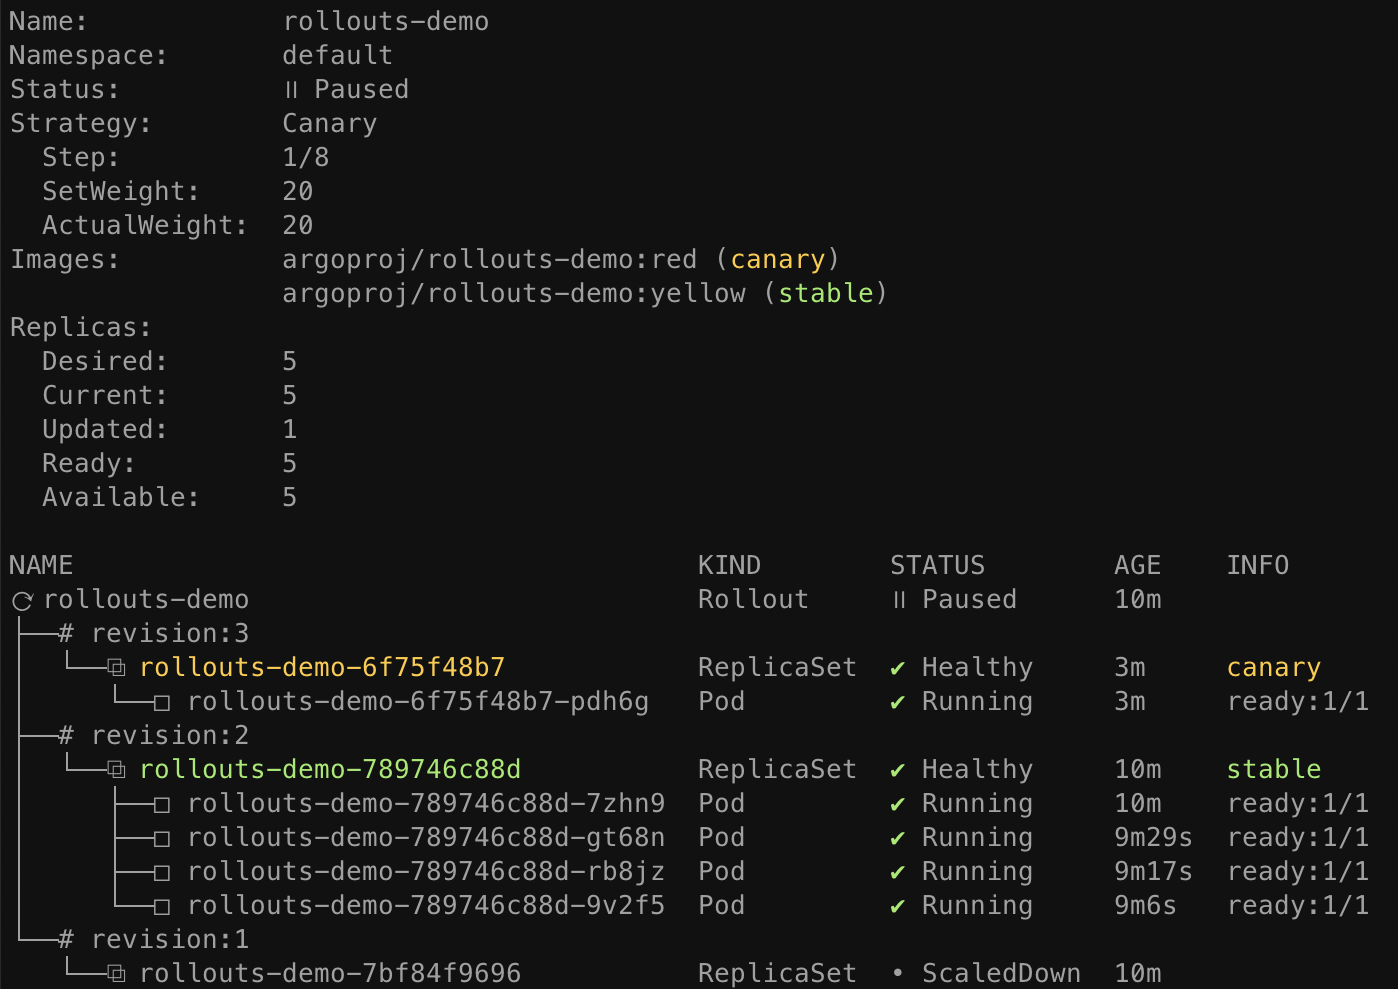 Name: rollouts-demo
Namespace: default
Status: ॥ Paused
Strategy: Canary
Step: 1/8
SetWeight: 20
ActualWeight: 20
Images: argoproj/rollouts-demo:red (canary)
argoproj/rollouts-demo:yellow (stable)
Replicas:
Desired: 5
Current: 5
Updated: 1
Ready: 5
Available: 5
NAME KIND STATUS AGE INFO
⟳ rollouts-demo Rollout ॥ Paused 10m
├──# revision:3
│ └──⧉ rollouts-demo-6f75f48b7 ReplicaSet ✔ Healthy 3m canary
│ └──□ rollouts-demo-6f75f48b7-pdh6g Pod ✔ Running 3m ready:1/1
├──# revision:2
│ └──⧉ rollouts-demo-789746c88d ReplicaSet ✔ Healthy 10m stable
│ ├──□ rollouts-demo-789746c88d-7zhn9 Pod ✔ Running 10m ready:1/1
│ ├──□ rollouts-demo-789746c88d-gt68n Pod ✔ Running 9m29s ready:1/1
│ ├──□ rollouts-demo-789746c88d-rb8jz Pod ✔ Running 9m17s ready:1/1
│ └──□ rollouts-demo-789746c88d-9v2f5 Pod ✔ Running 9m6s ready:1/1
└──# revision:1
└──⧉ rollouts-demo-7bf84f9696 ReplicaSet • ScaledDown 10m